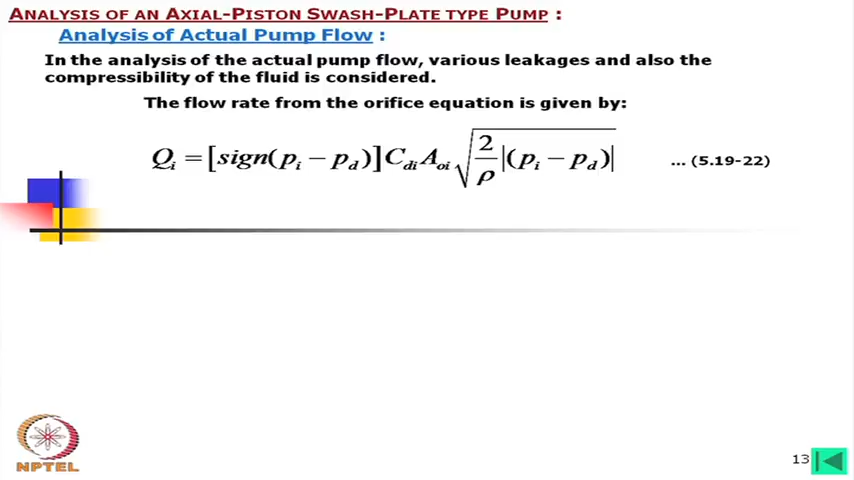 ANALYSIS OF AN AXIAL-PISTON SWASH-PLATE TYPE PUMP :
Analysis of Actual Pump Flow :
In the analysis of the actual pump flow, various leakages and also the
compressibility of the fluid is considered.
The flow rate from the orifice equation is given by:
Q_i = [sign(p_i − p_d)] C_di A_oi √(2/ρ |(p_i − p_d)|) ... (5.19-22)
NPTEL
13